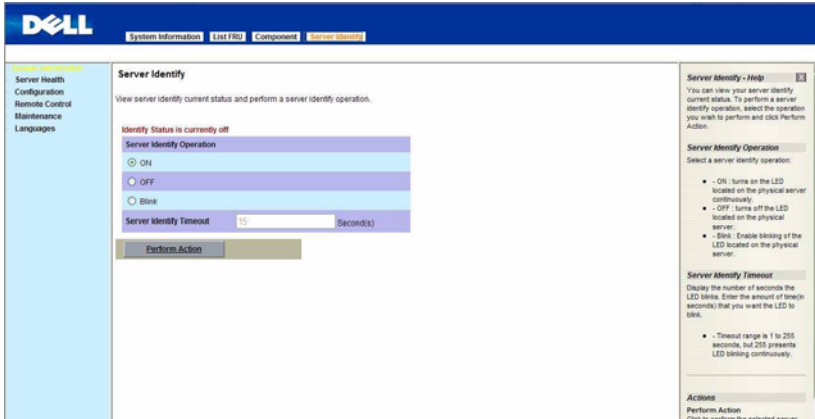 DELL
System Information List FRU Component Server Identify
System Information
Server Health
Configuration
Remote Control
Maintenance
Languages
Server Identify
View server identify current status and perform a server identify operation.
Identify Status is currently off
Server Identify Operation
ON
OFF
Blink
Server Identify Timeout 15 Second(s)
Perform Action
Server Identify - Help X
You can view your server identify
current status. To perform a server
identify operation, select the operation
you wish to perform and click Perform
Action.
Server Identify Operation
Select a server identify operation:
- ON : turns on the LED
located on the physical server
continuously.
- OFF : turns off the LED
located on the physical
server.
- Blink : Enable blinking of the
LED located on the physical
server.
Server Identify Timeout
Display the number of seconds the
LED blinks. Enter the amount of time(in
seconds) that you want the LED to
blink.
- Timeout range is 1 to 255
seconds, but 255 presents
LED blinking continuously.
Actions
Perform Action
Click to perform the selected server